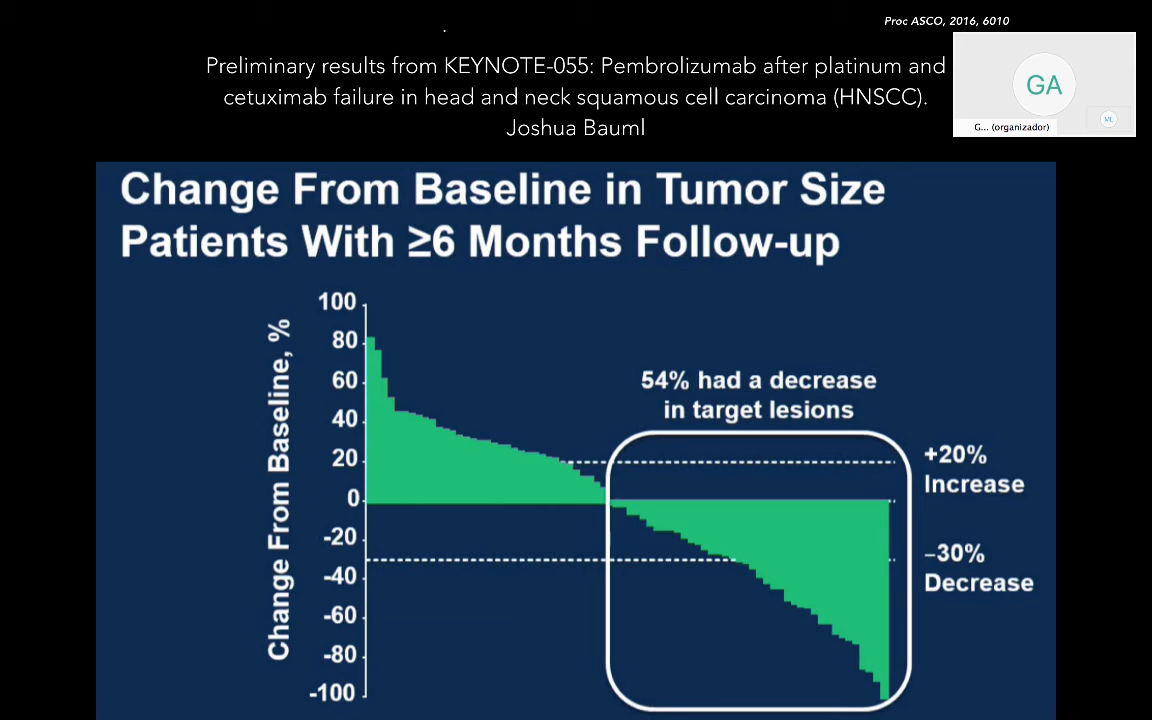 Proc ASCO, 2016, 6010
Preliminary results from KEYNOTE-055: Pembrolizumab after platinum and
cetuximab failure in head and neck squamous cell carcinoma (HNSCC).
Joshua Bauml
GA
G... (organizador)
ML
Change From Baseline in Tumor Size
Patients With ≥6 Months Follow-up
Change From Baseline, %
100
80
60
40
20
0
-20
-40
-60
-80
-100
54% had a decrease
in target lesions
+20%
Increase
–30%
Decrease